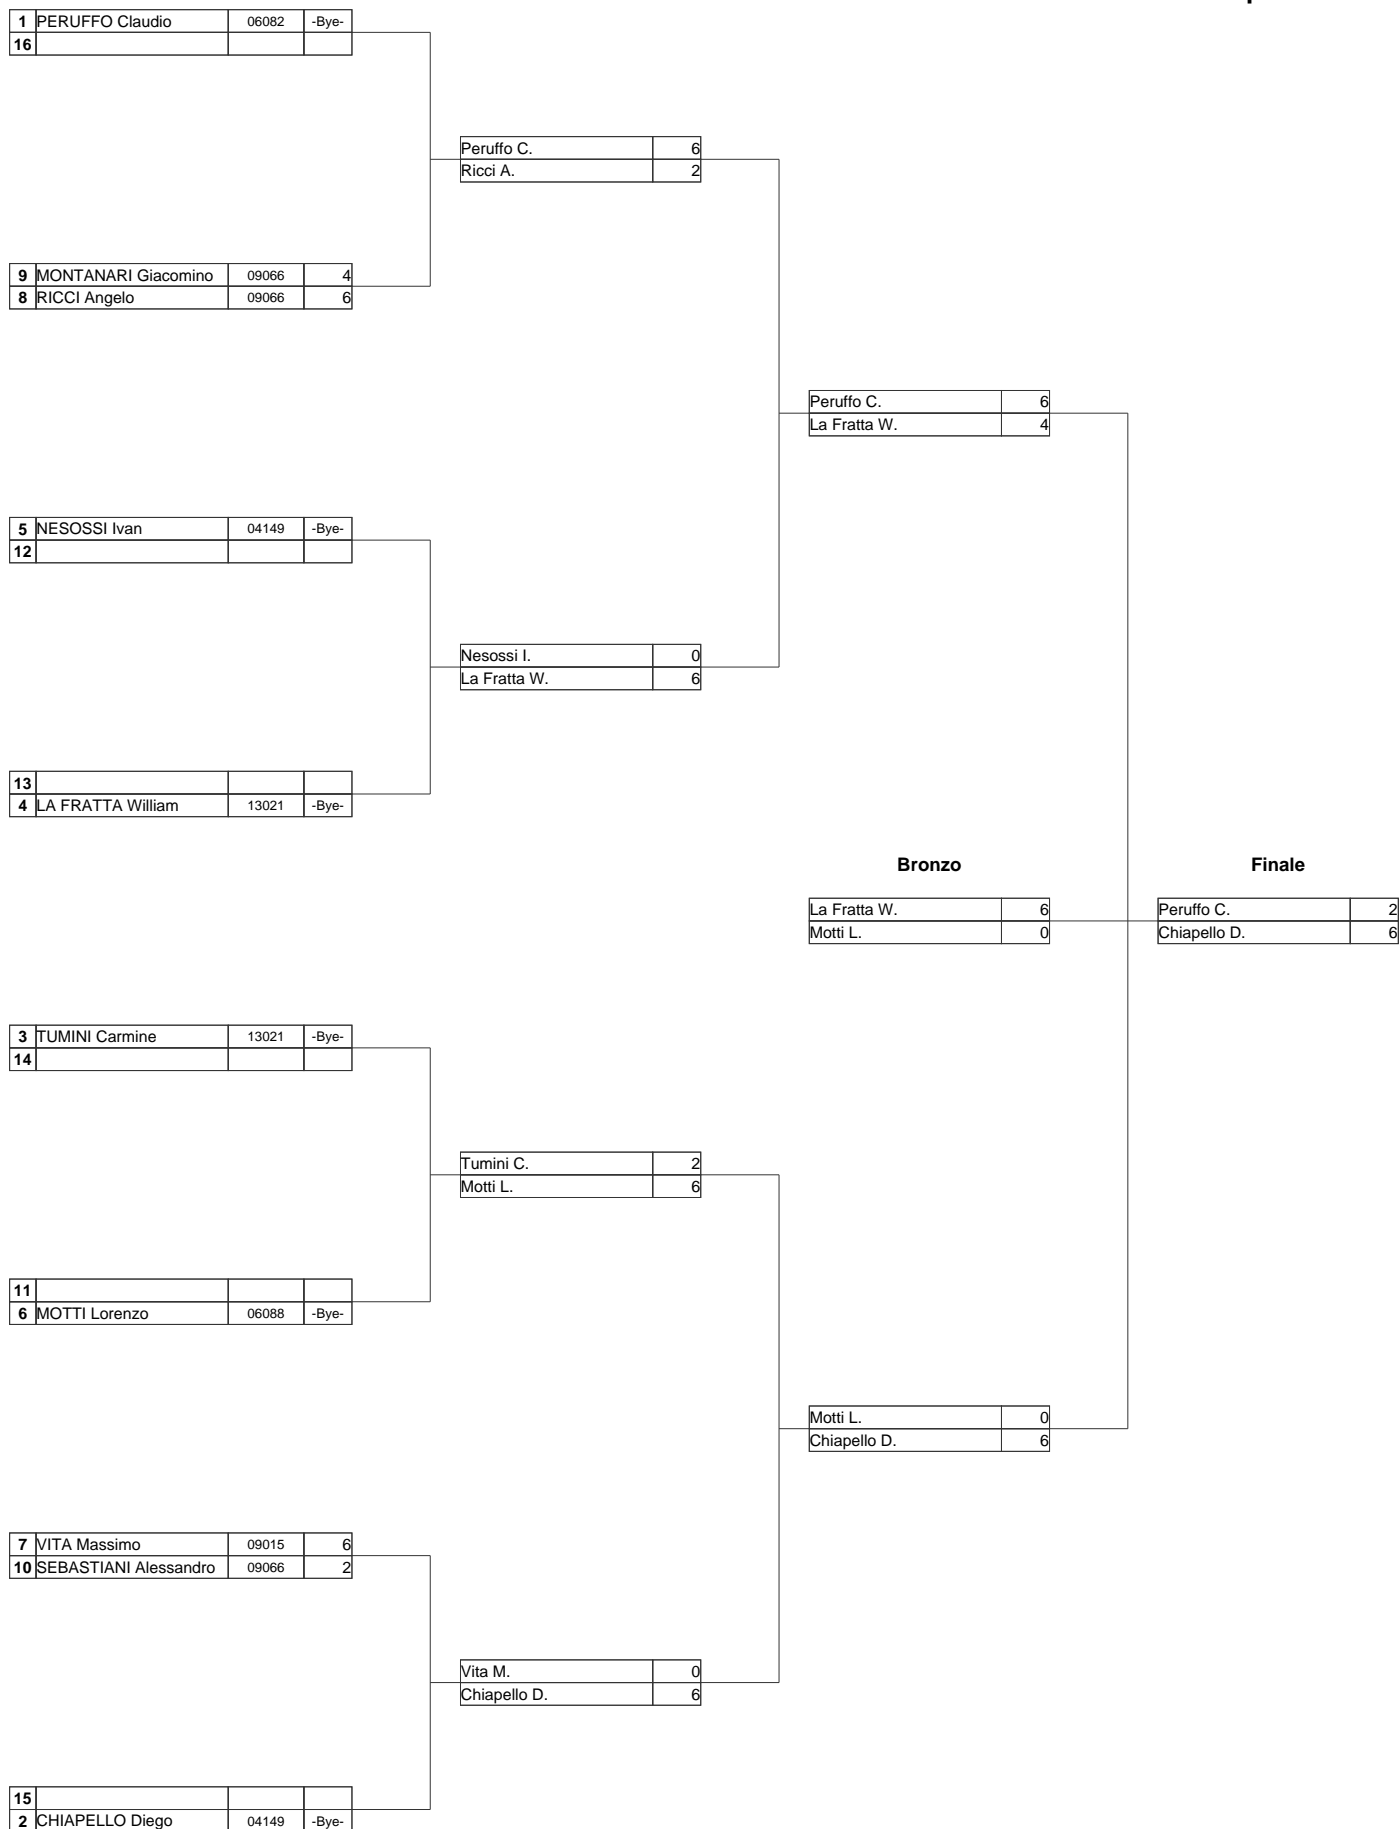 1 PERUFFO Claudio 06082 -Bye-
16
Peruffo C. 6
Ricci A. 2
9 MONTANARI Giacomino 09066 4
8 RICCI Angelo 09066 6
Peruffo C. 6
La Fratta W. 4
5 NESOSSI Ivan 04149 -Bye-
12
Nesossi I. 0
La Fratta W. 6
13
4 LA FRATTA William 13021 -Bye-
Bronzo Finale
La Fratta W. 6 Peruffo C. 2
Motti L. 0 Chiapello D. 6
3 TUMINI Carmine 13021 -Bye-
14
Tumini C. 2
Motti L. 6
11
6 MOTTI Lorenzo 06088 -Bye-
Motti L. 0
Chiapello D. 6
7 VITA Massimo 09015 6
10 SEBASTIANI Alessandro 09066 2
Vita M. 0
Chiapello D. 6
15
2 CHIAPELLO Diego 04149 -Bye-